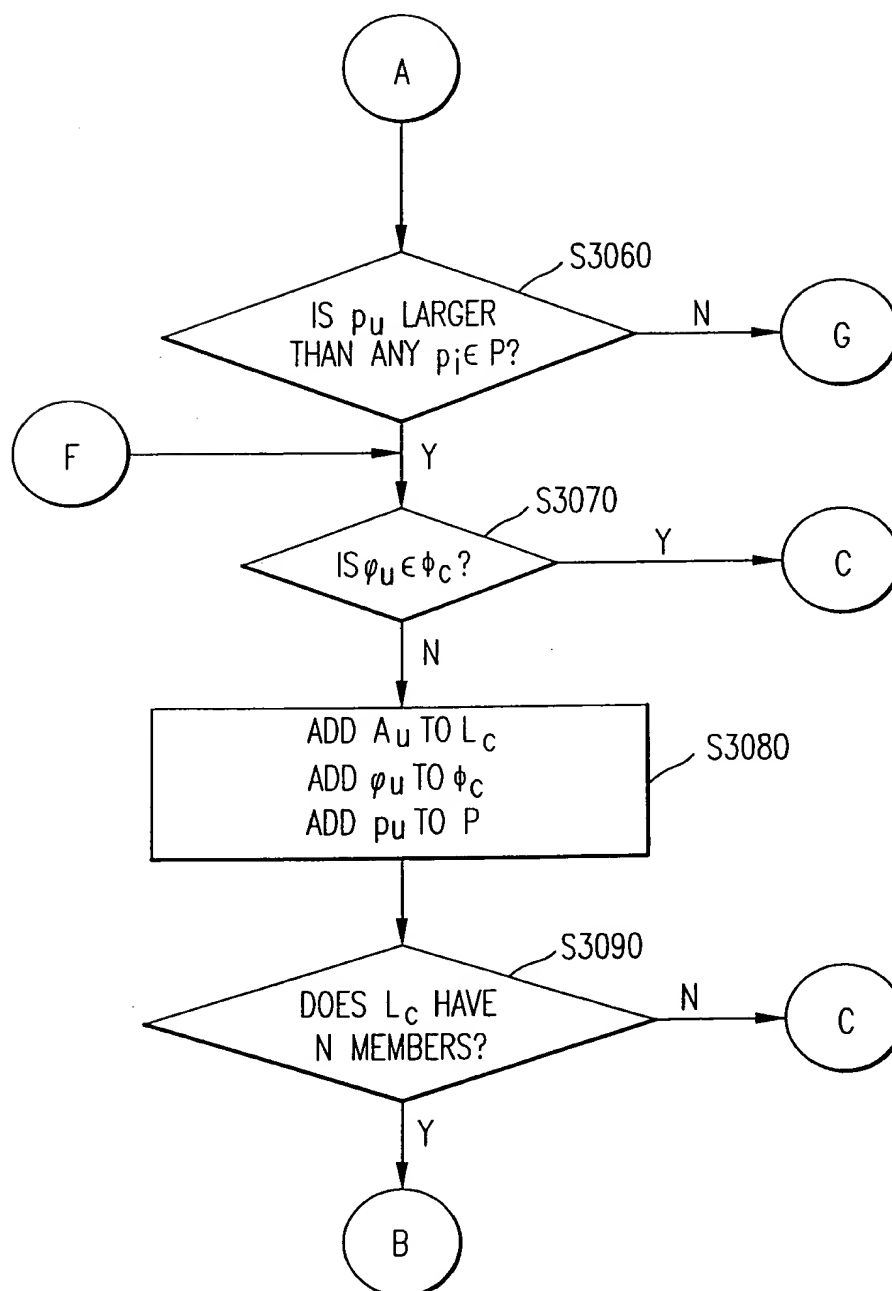 A
S3060
IS pu LARGER
THAN ANY pi ϵ P?
N
G
F
Y
S3070
IS φu ϵ ϕc?
Y
C
N
ADD Au TO Lc
ADD φu TO ϕc
ADD pu TO P
S3080
S3090
DOES Lc HAVE
N MEMBERS?
N
C
Y
B